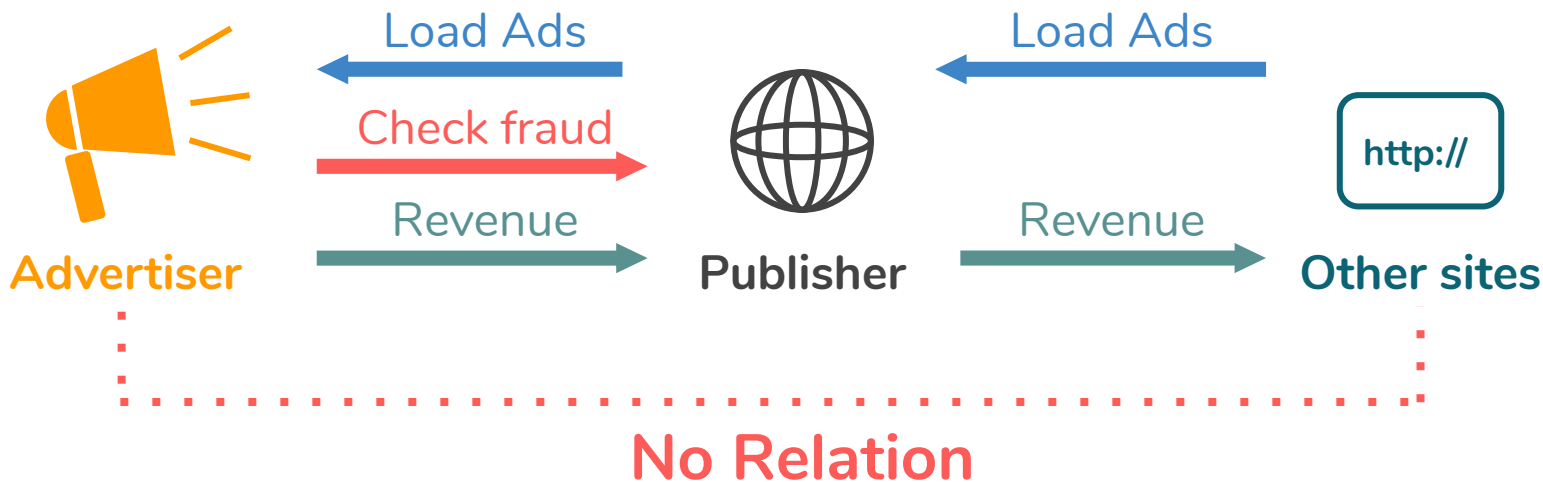 Load Ads
Load Ads
Check fraud
http://
Revenue
Revenue
Advertiser
Publisher
Other sites
No Relation